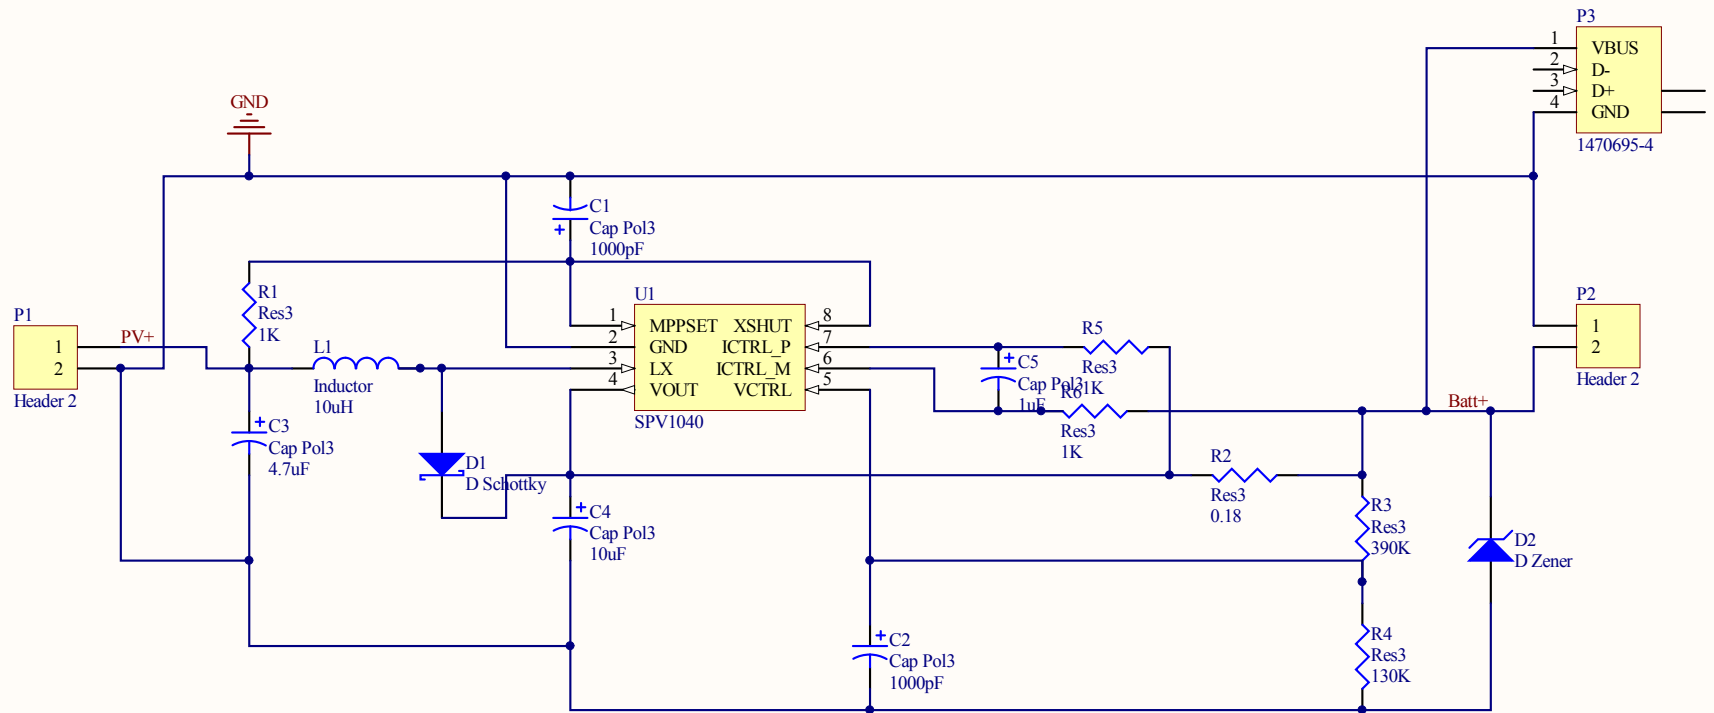 P3
1
VBUS
2
D-
3
D+
4
GND
1470695-4
GND
C1
Cap Pol3
1000pF
R1
Res3
1K
P1
1
2
Header 2
PV+
L1
Inductor
10uH
U1
1
MPPSET
XSHUT
8
2
GND
ICTRL_P
7
3
LX
ICTRL_M
6
4
VOUT
VCTRL
5
SPV1040
R5
Res3
1K
C5
Cap Pol3
1uF
R6
Res3
1K
P2
1
2
Header 2
Batt+
C3
Cap Pol3
4.7uF
D1
D Schottky
C4
Cap Pol3
10uF
R2
Res3
0.18
R3
Res3
390K
D2
D Zener
C2
Cap Pol3
1000pF
R4
Res3
130K